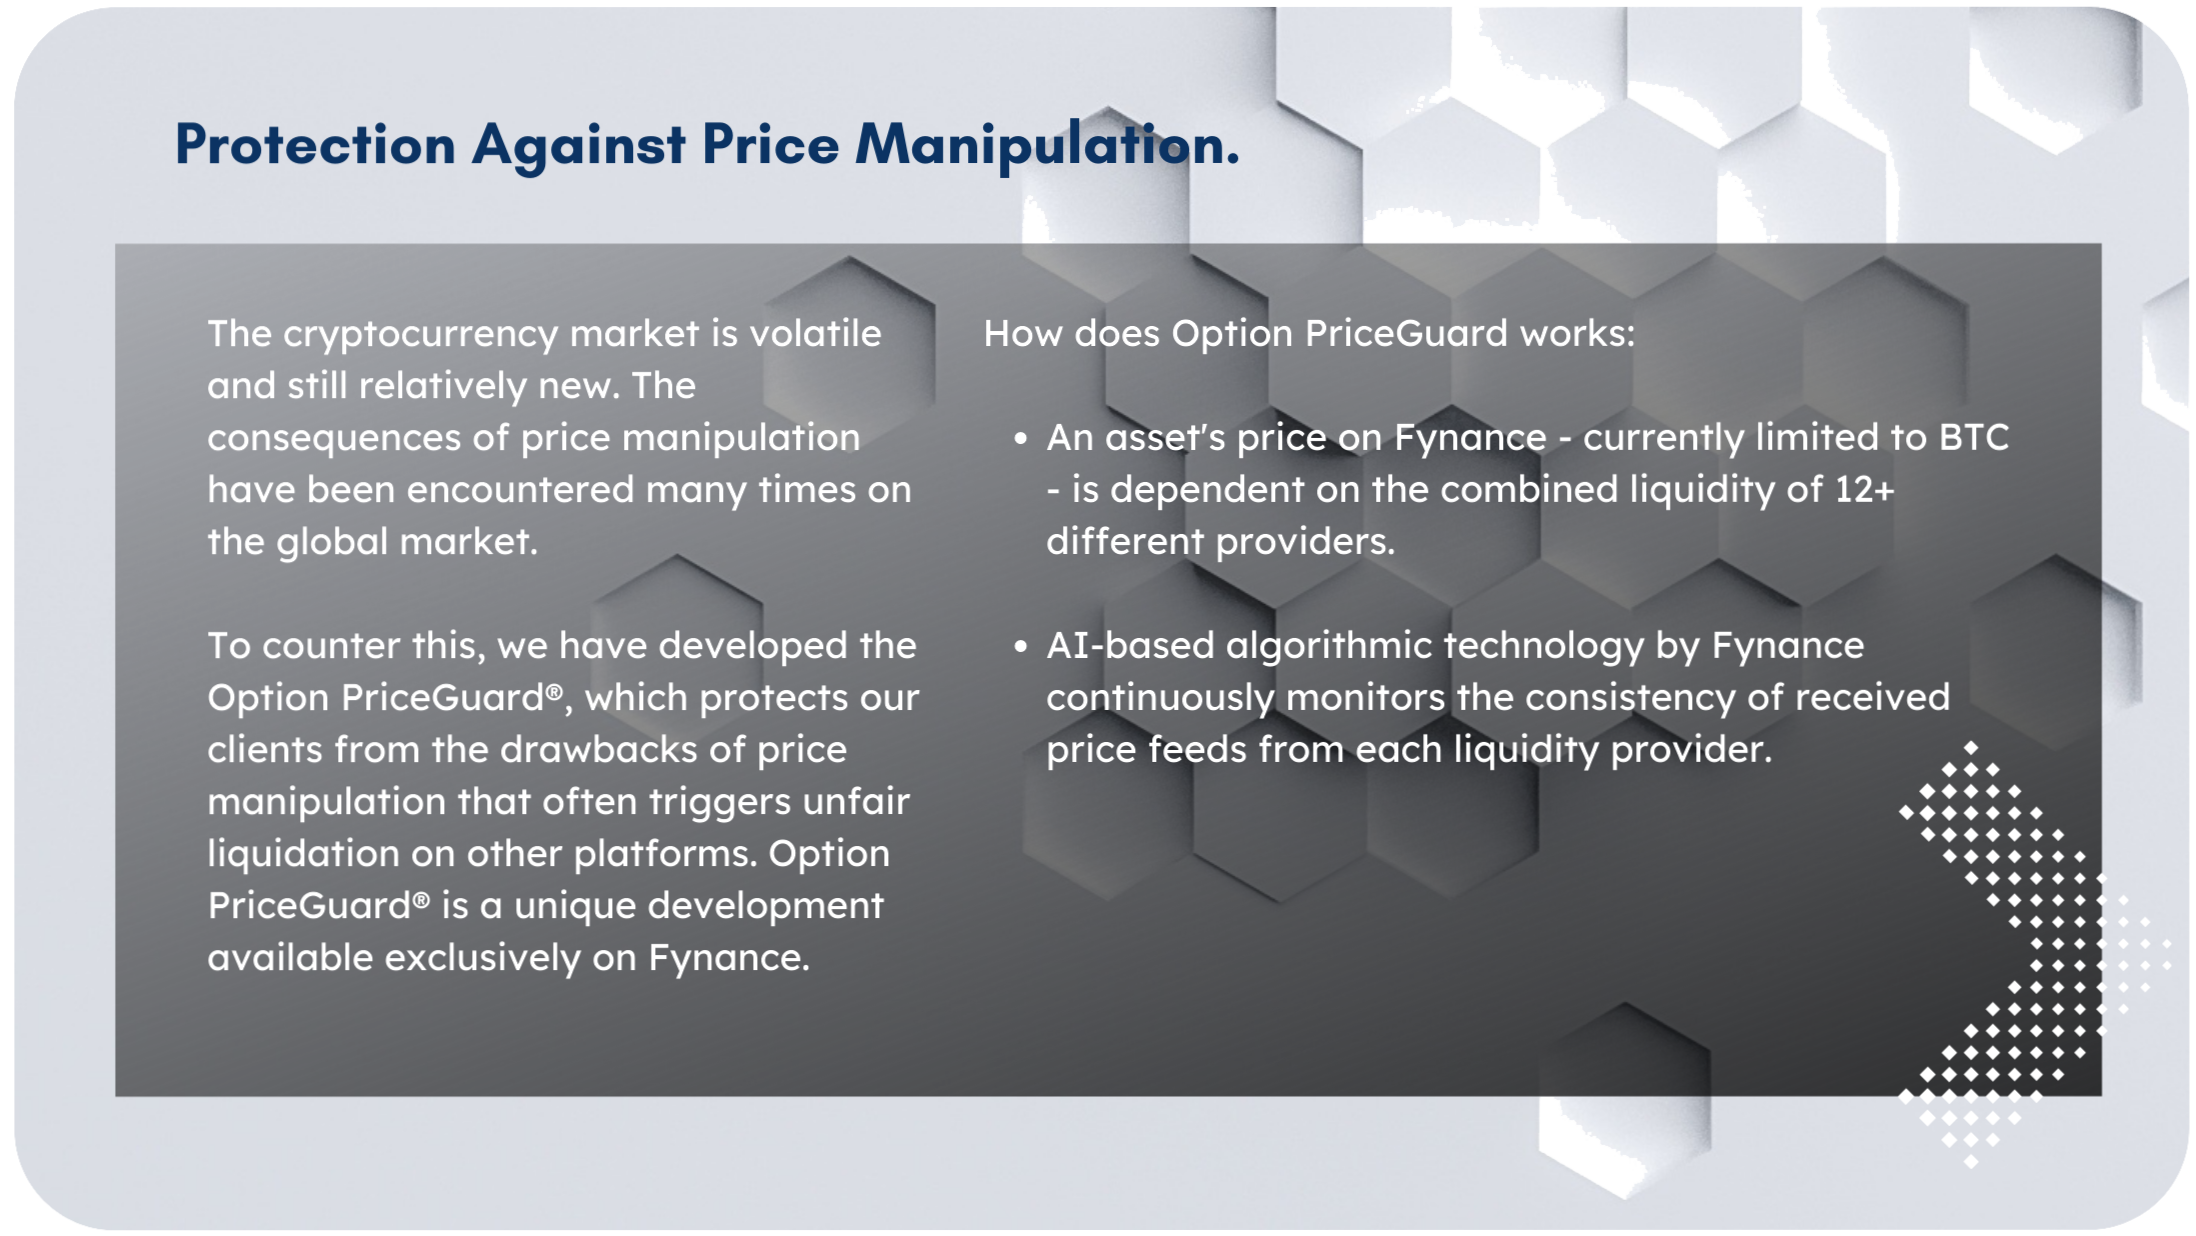 Protection Against Price Manipulation.
The cryptocurrency market is volatile
and still relatively new. The
consequences of price manipulation
have been encountered many times on
the global market.
To counter this, we have developed the
Option PriceGuard®, which protects our
clients from the drawbacks of price
manipulation that often triggers unfair
liquidation on other platforms. Option
PriceGuard® is a unique development
available exclusively on Fynance.
How does Option PriceGuard works:
• An asset's price on Fynance - currently limited to BTC
- is dependent on the combined liquidity of 12+
different providers.
• AI-based algorithmic technology by Fynance
continuously monitors the consistency of received
price feeds from each liquidity provider.